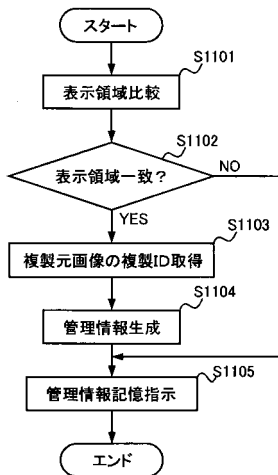 スタート
S1101
表示領域比較
S1102
表示領域一致？
NO
YES
S1103
複製元画像の複製ID取得
S1104
管理情報生成
S1105
管理情報記憶指示
エンド